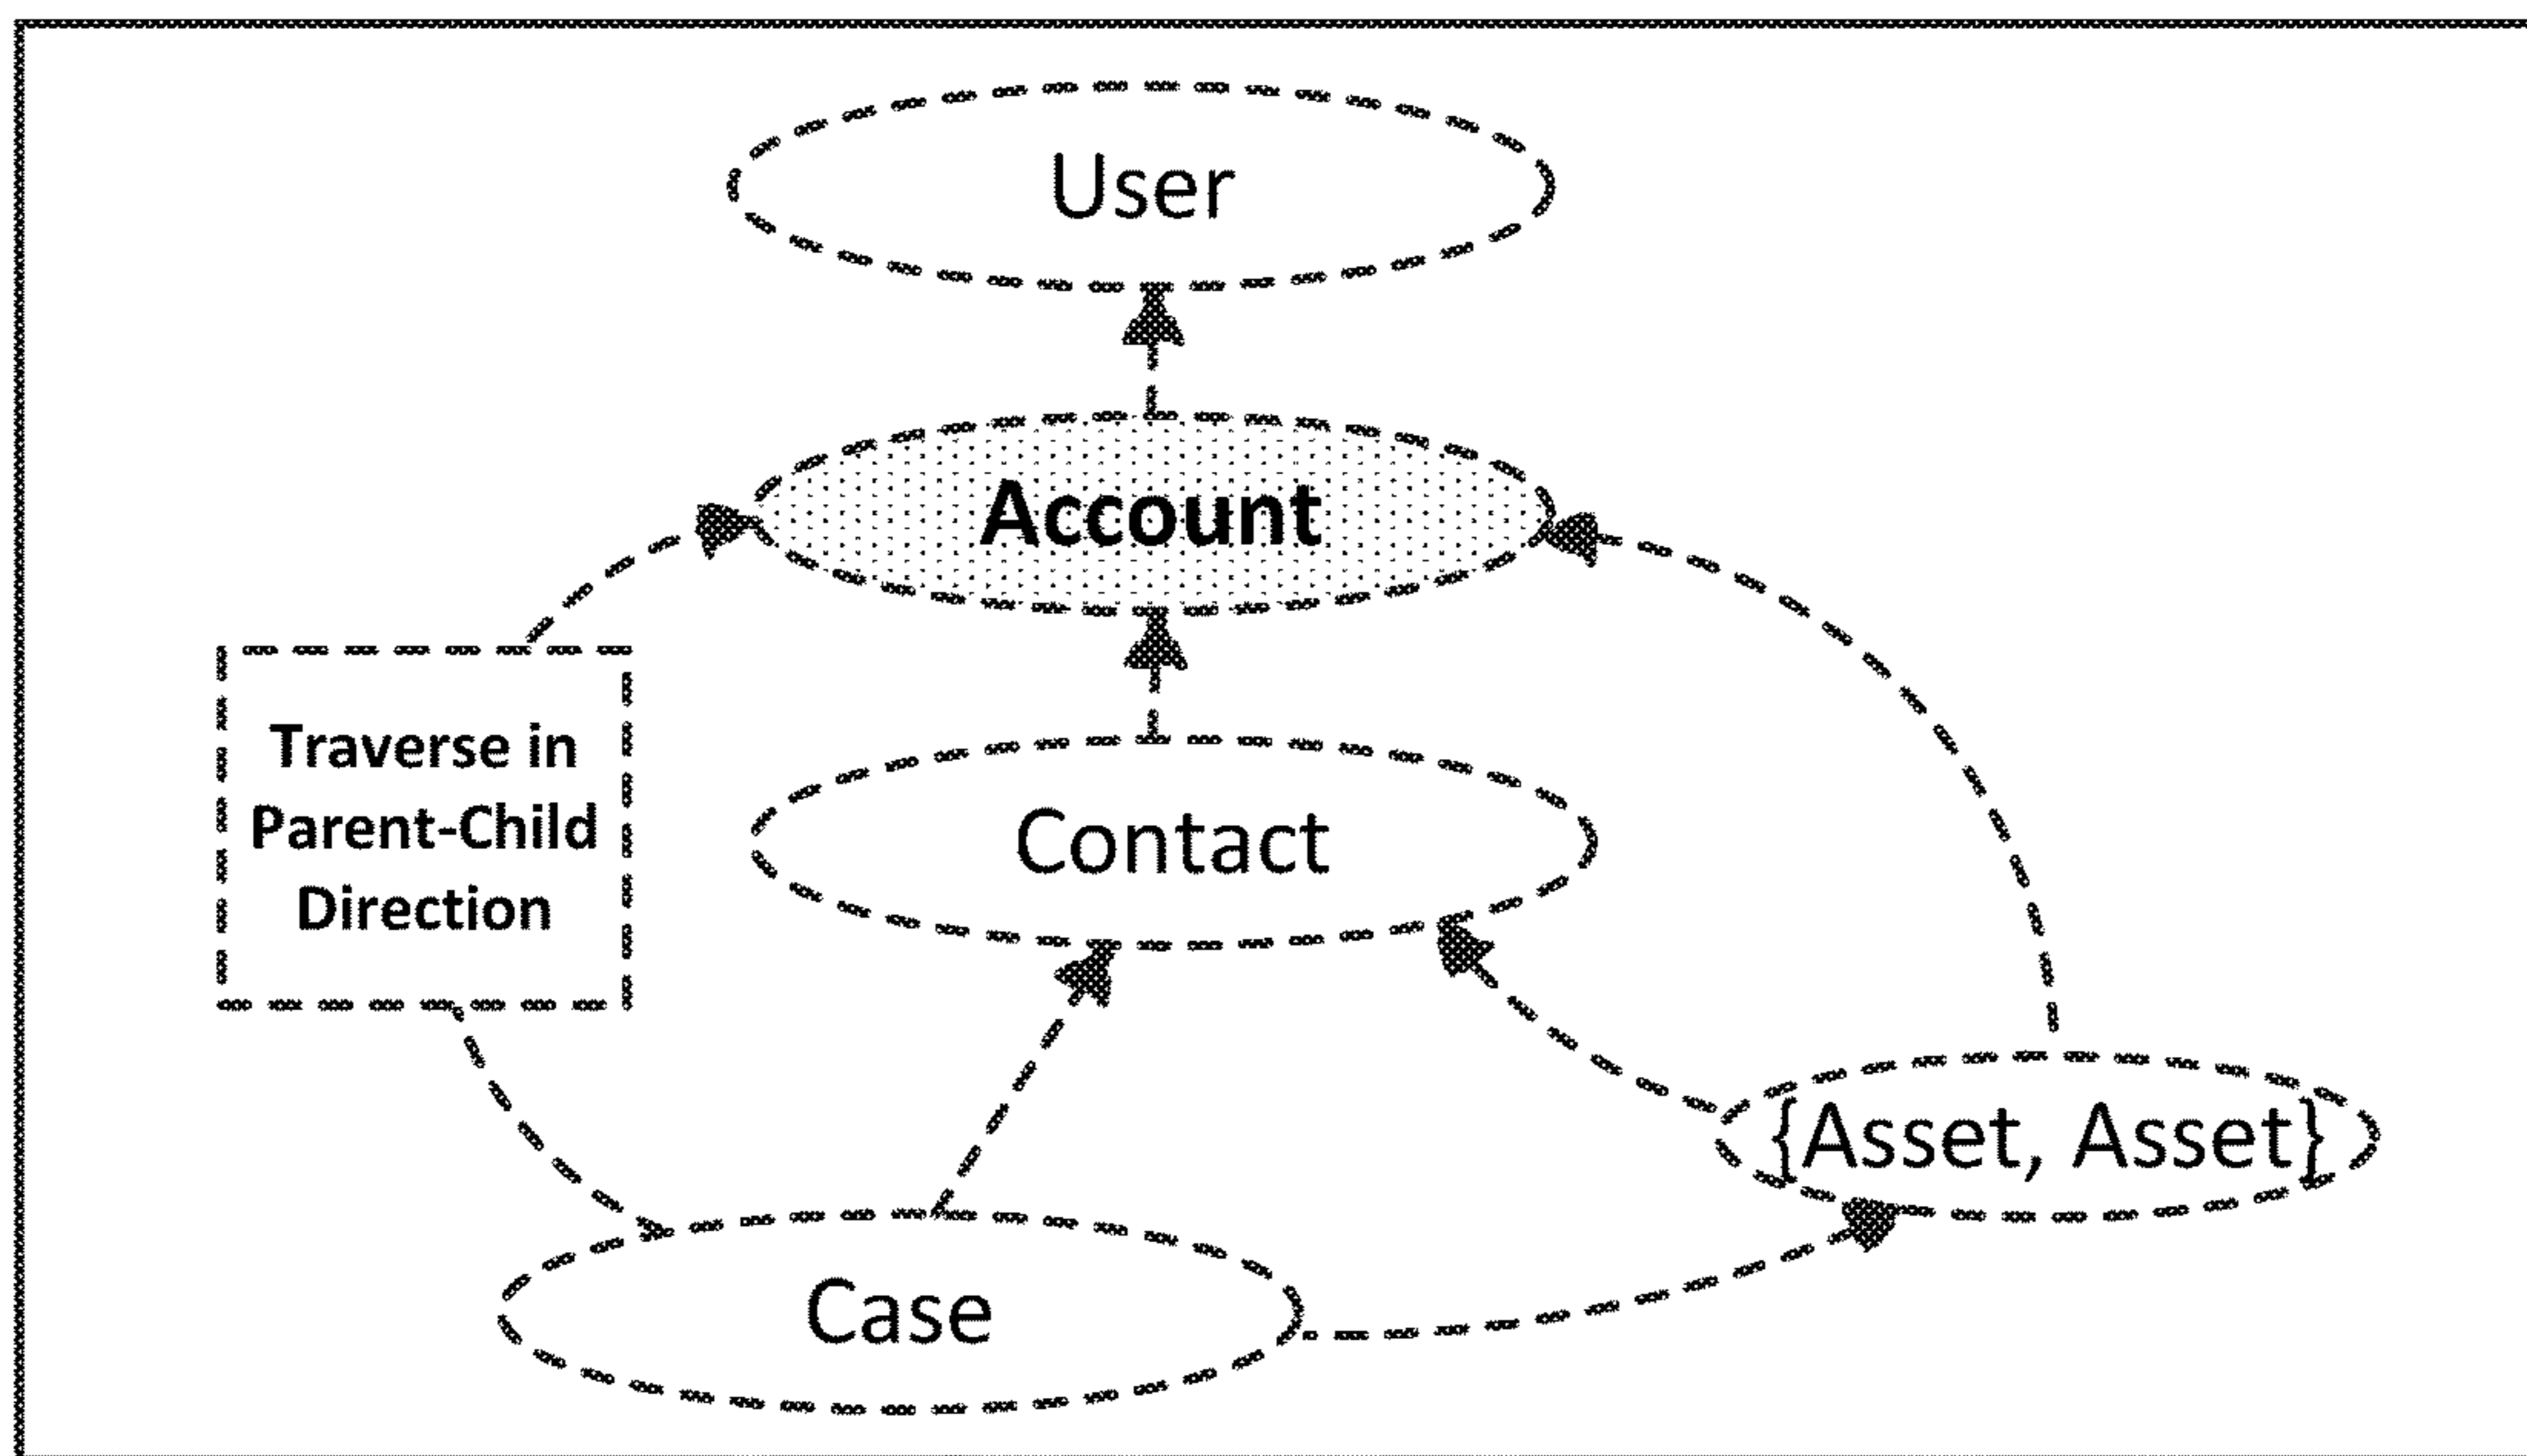 User
Account
Traverse in
Parent-Child
Direction
Contact
{Asset, Asset}
Case